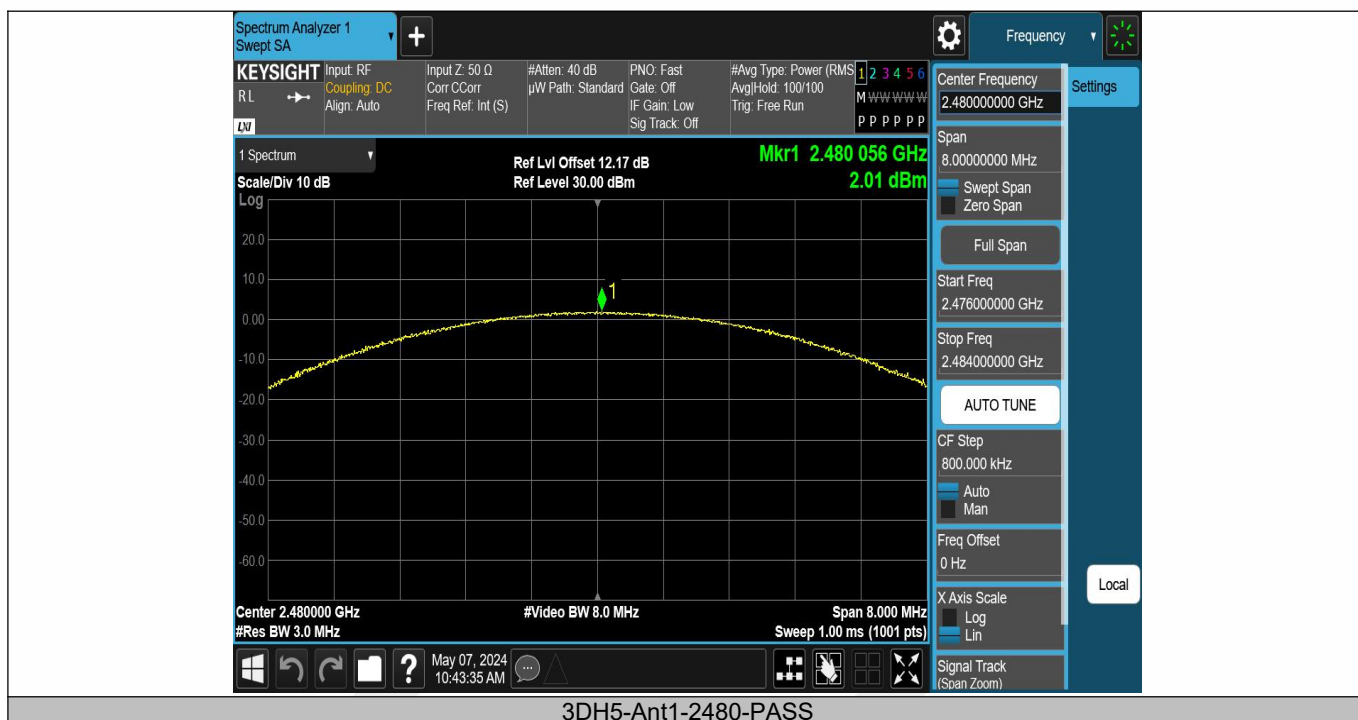 Spectrum Analyzer 1
Swept SA
Frequency
KEYSIGHT
RL
LXI
Input: RF
Coupling: DC
Align: Auto
Input Z: 50 Ω
Corr CCorr
Freq Ref: Int (S)
#Atten: 40 dB
µW Path: Standard
PNO: Fast
Gate: Off
IF Gain: Low
Sig Track: Off
#Avg Type: Power (RMS
Avg|Hold: 100/100
Trig: Free Run
1 2 3 4 5 6
M W W W W W
P P P P P P
1 Spectrum
Scale/Div 10 dB
Log
Ref Lvl Offset 12.17 dB
Ref Level 30.00 dBm
Mkr1 2.480 056 GHz
2.01 dBm
20.0
10.0
0.00
-10.0
-20.0
-30.0
-40.0
-50.0
-60.0
1
Center 2.480000 GHz
#Res BW 3.0 MHz
#Video BW 8.0 MHz
Span 8.000 MHz
Sweep 1.00 ms (1001 pts)
Center Frequency
2.480000000 GHz
Settings
Span
8.00000000 MHz
Swept Span
Zero Span
Full Span
Start Freq
2.476000000 GHz
Stop Freq
2.484000000 GHz
AUTO TUNE
CF Step
800.000 kHz
Auto
Man
Freq Offset
0 Hz
Local
X Axis Scale
Log
Lin
Signal Track
(Span Zoom)
?
May 07, 2024
10:43:35 AM
3DH5-Ant1-2480-PASS